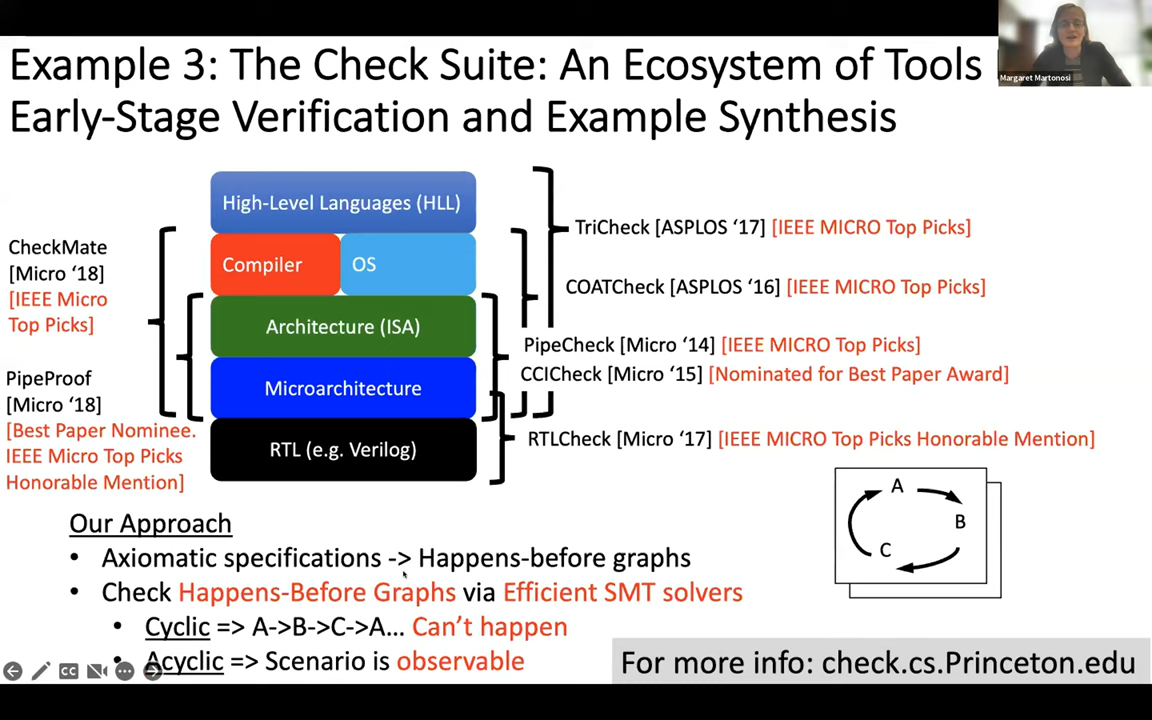 Example 3: The Check Suite: An Ecosystem of Tools
Early-Stage Verification and Example Synthesis
Margaret Martonosi
High-Level Languages (HLL)
Compiler
OS
Architecture (ISA)
Microarchitecture
RTL (e.g. Verilog)
CheckMate
[Micro ‘18]
[IEEE Micro
Top Picks]
PipeProof
[Micro ‘18]
[Best Paper Nominee.
IEEE Micro Top Picks
Honorable Mention]
TriCheck [ASPLOS ‘17] [IEEE MICRO Top Picks]
COATCheck [ASPLOS ‘16] [IEEE MICRO Top Picks]
PipeCheck [Micro ‘14] [IEEE MICRO Top Picks]
CCICheck [Micro ‘15] [Nominated for Best Paper Award]
RTLCheck [Micro ‘17] [IEEE MICRO Top Picks Honorable Mention]
A
B
C
Our Approach
• Axiomatic specifications -> Happens-before graphs
• Check Happens-Before Graphs via Efficient SMT solvers
• Cyclic => A->B->C->A... Can’t happen
• Acyclic => Scenario is observable
CC
For more info: check.cs.Princeton.edu